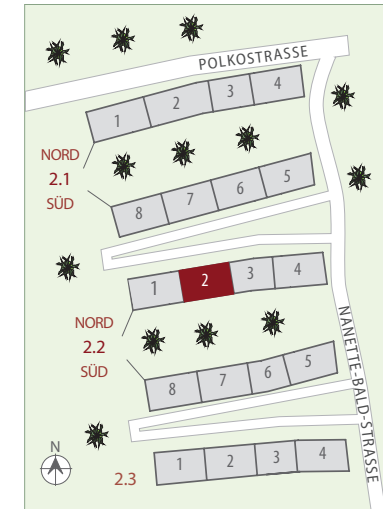 POLKOSTRASSE
1 2 3 4
NORD
2.1
SÜD
8 7 6 5
1 2 3 4
NORD
2.2
SÜD
8 7 6 5
NANETTE-BALD-STRASSE
N
2.3
1 2 3 4